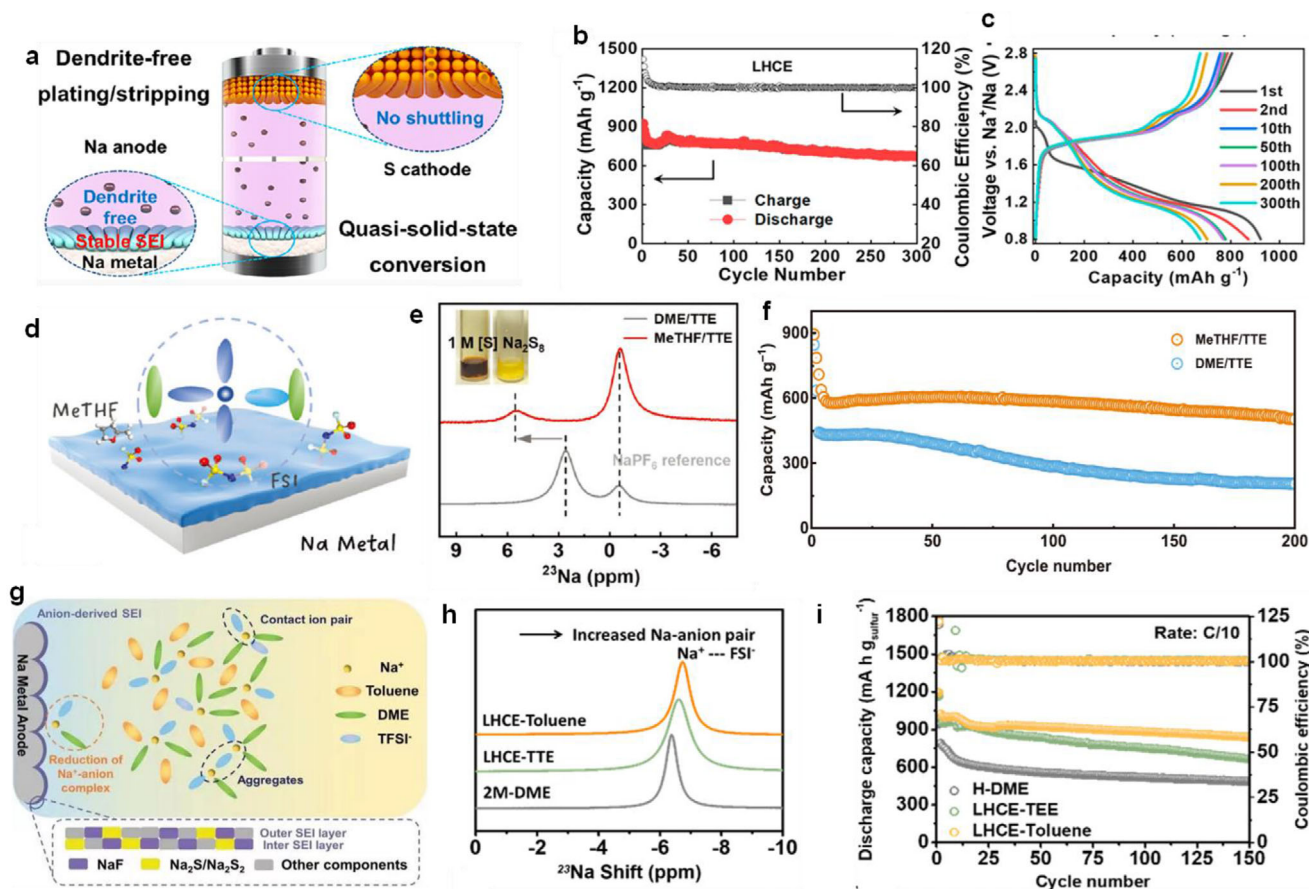 a
Dendrite-free
plating/stripping
Na anode
Dendrite
free
Stable SEI
Na metal
No shuttling
S cathode
Quasi-solid-state
conversion
b
1500
1200
900
600
300
0
Capacity (mAh g⁻¹)
LHCE
Charge
Discharge
0 50 100 150 200 250 300
Cycle Number
120
100
80
60
40
20
Coulombic Efficiency (%)
c
2.8
2.4
2.0
1.6
1.2
0.8
Voltage vs. Na⁺/Na (V)
1st
2nd
10th
50th
100th
200th
300th
0 200 400 600 800 1000
Capacity (mAh g⁻¹)
d
MeTHF
FSI
Na Metal
e
1 M [S] Na₂S₈
DME/TTE
MeTHF/TTE
NaPF₆ reference
9 6 3 0 -3 -6
²³Na (ppm)
f
900
600
300
0
Capacity (mAh g⁻¹)
MeTHF/TTE
DME/TTE
0 50 100 150 200
Cycle number
g
Anion-derived SEI
Na Metal Anode
Contact ion pair
Na⁺
Toluene
DME
TFSI⁻
Reduction of
Na⁺-anion
complex
Aggregates
Outer SEI layer
Inter SEI layer
NaF
Na₂S/Na₂S₂
Other components
h
Increased Na-anion pair
Na⁺ --- FSI⁻
LHCE-Toluene
LHCE-TTE
2M-DME
0 -2 -4 -6 -8 -10
²³Na Shift (ppm)
i
1800
1500
1200
900
600
300
0
Discharge capacity (mA h gsulfur⁻¹)
Rate: C/10
H-DME
LHCE-TEE
LHCE-Toluene
0 25 50 75 100 125 150
Cycle number
125
100
75
50
25
0
Coulombic efficiency (%)